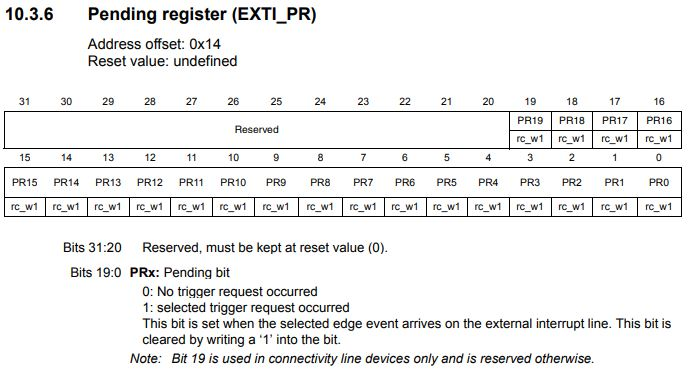 10.3.6 Pending register (EXTI_PR)
Address offset: 0x14
Reset value: undefined
31 30 29 28 27 26 25 24 23 22 21 20 19 18 17 16
Reserved PR19 PR18 PR17 PR16
rc_w1 rc_w1 rc_w1 rc_w1
15 14 13 12 11 10 9 8 7 6 5 4 3 2 1 0
PR15 PR14 PR13 PR12 PR11 PR10 PR9 PR8 PR7 PR6 PR5 PR4 PR3 PR2 PR1 PR0
rc_w1 rc_w1 rc_w1 rc_w1 rc_w1 rc_w1 rc_w1 rc_w1 rc_w1 rc_w1 rc_w1 rc_w1 rc_w1 rc_w1 rc_w1 rc_w1
Bits 31:20 Reserved, must be kept at reset value (0).
Bits 19:0 PRx: Pending bit
0: No trigger request occurred
1: selected trigger request occurred
This bit is set when the selected edge event arrives on the external interrupt line. This bit is
cleared by writing a ‘1’ into the bit.
Note: Bit 19 is used in connectivity line devices only and is reserved otherwise.